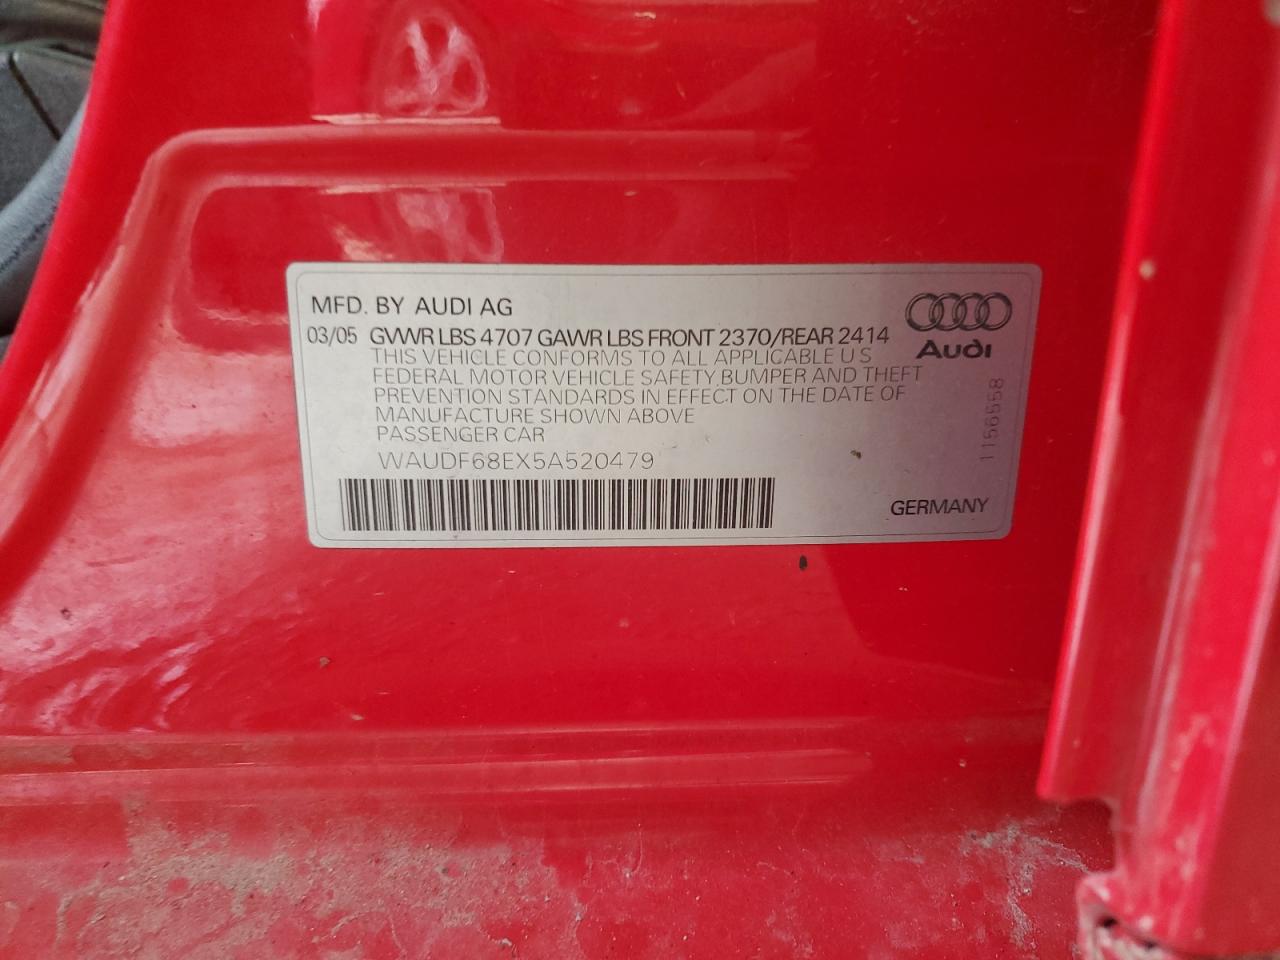 MFD. BY AUDI AG
03/05 GVWR LBS 4707 GAWR LBS FRONT 2370/REAR 2414
THIS VEHICLE CONFORMS TO ALL APPLICABLE U S
FEDERAL MOTOR VEHICLE SAFETY,BUMPER AND THEFT
PREVENTION STANDARDS IN EFFECT ON THE DATE OF
MANUFACTURE SHOWN ABOVE
PASSENGER CAR
WAUDF68EX5A520479
Audi
1156558
GERMANY